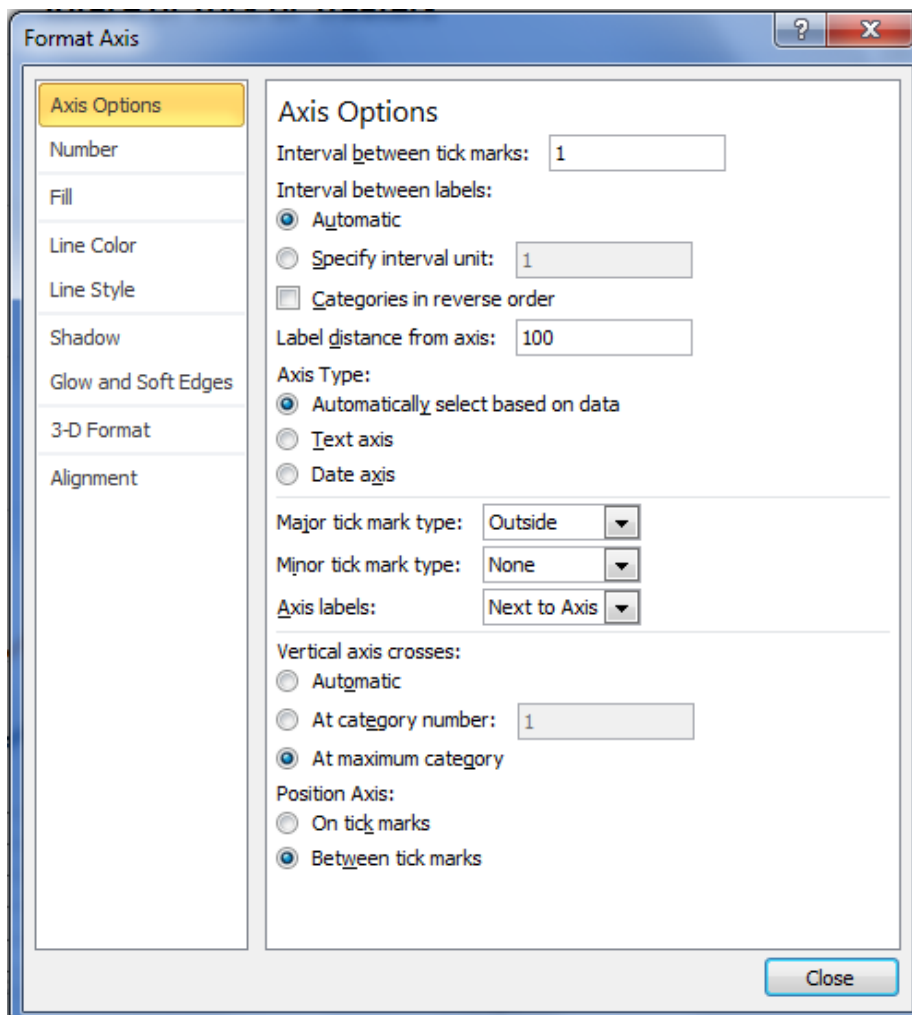 Format Axis
Axis Options
Number
Fill
Line Color
Line Style
Shadow
Glow and Soft Edges
3-D Format
Alignment
Axis Options
Interval between tick marks: 1
Interval between labels:
Automatic
Specify interval unit: 1
Categories in reverse order
Label distance from axis: 100
Axis Type:
Automatically select based on data
Text axis
Date axis
Major tick mark type: Outside
Minor tick mark type: None
Axis labels: Next to Axis
Vertical axis crosses:
Automatic
At category number: 1
At maximum category
Position Axis:
On tick marks
Between tick marks
Close